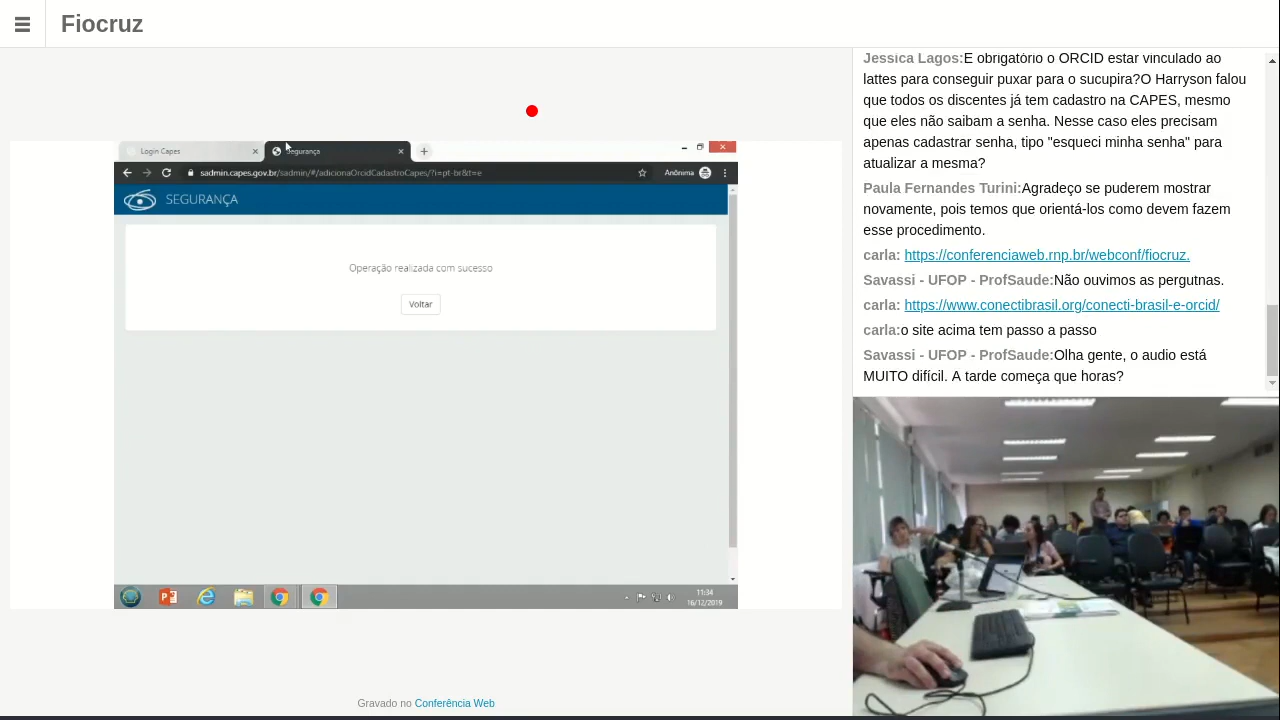 Fiocruz
Login Capes
Segurança
sadmin.capes.gov.br/sadmin/#/adicionaOrcidCadastroCapes/?i=pt-br&t=e
Anônima
SEGURANÇA
Operação realizada com sucesso
Voltar
11:34
16/12/2019
Gravado no Conferência Web
Jessica Lagos:É obrigatório o ORCID estar vinculado ao
lattes para conseguir puxar para o sucupira?O Harryson falou
que todos os discentes já tem cadastro na CAPES, mesmo
que eles não saibam a senha. Nesse caso eles precisam
apenas cadastrar senha, tipo "esqueci minha senha" para
atualizar a mesma?
Paula Fernandes Turini:Agradeço se puderem mostrar
novamente, pois temos que orientá-los como devem fazem
esse procedimento.
carla: https://conferenciaweb.rnp.br/webconf/fiocruz.
Savassi - UFOP - ProfSaude:Não ouvimos as pergutnas.
carla: https://www.conectibrasil.org/conecti-brasil-e-orcid/
carla:o site acima tem passo a passo
Savassi - UFOP - ProfSaude:Olha gente, o audio está
MUITO difícil. A tarde começa que horas?